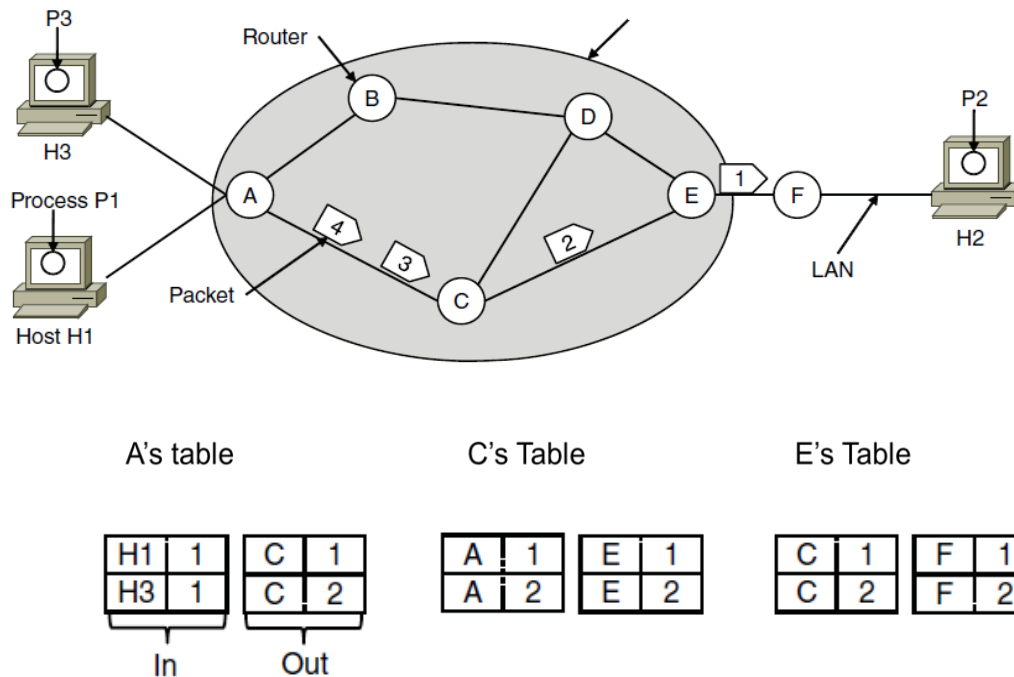 P3
Router
B
D
P2
H3
A
E
1
F
Process P1
4
3
2
H2
LAN
Packet
C
Host H1
A's table
C's Table
E's Table
H1 1 C 1
H3 1 C 2
A 1 E 1
A 2 E 2
C 1 F 1
C 2 F 2
In
Out